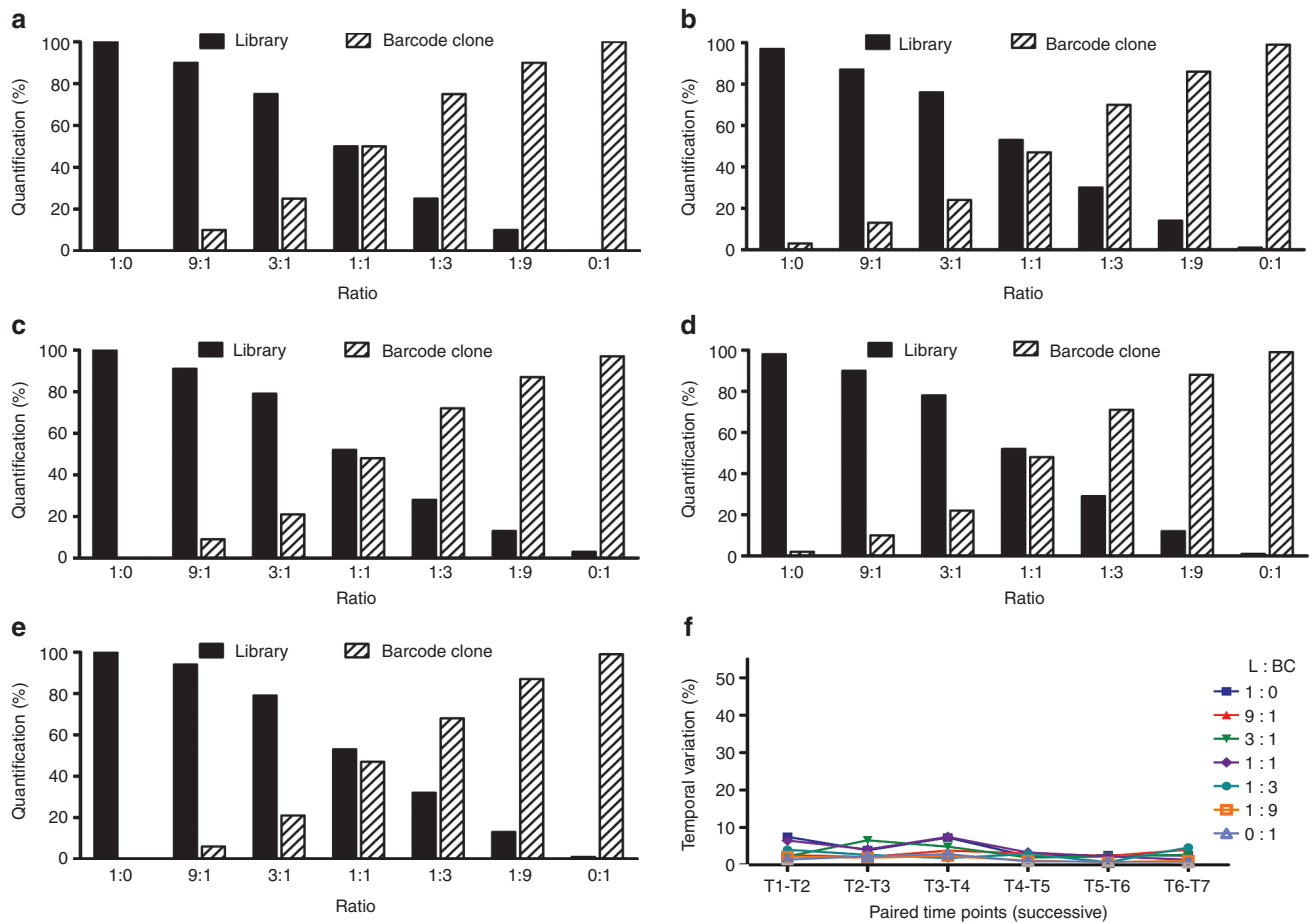 a
Library
Barcode clone
Quantification (%)
100
80
60
40
20
0
1:0 9:1 3:1 1:1 1:3 1:9 0:1
Ratio
b
Library
Barcode clone
Quantification (%)
100
80
60
40
20
0
1:0 9:1 3:1 1:1 1:3 1:9 0:1
Ratio
c
Library
Barcode clone
Quantification (%)
100
80
60
40
20
0
1:0 9:1 3:1 1:1 1:3 1:9 0:1
Ratio
d
Library
Barcode clone
Quantification (%)
100
80
60
40
20
0
1:0 9:1 3:1 1:1 1:3 1:9 0:1
Ratio
e
Library
Barcode clone
Quantification (%)
100
80
60
40
20
0
1:0 9:1 3:1 1:1 1:3 1:9 0:1
Ratio
f
Temporal variation (%)
50
40
30
20
10
0
T1-T2 T2-T3 T3-T4 T4-T5 T5-T6 T6-T7
Paired time points (successive)
L : BC
1 : 0
9 : 1
3 : 1
1 : 1
1 : 3
1 : 9
0 : 1